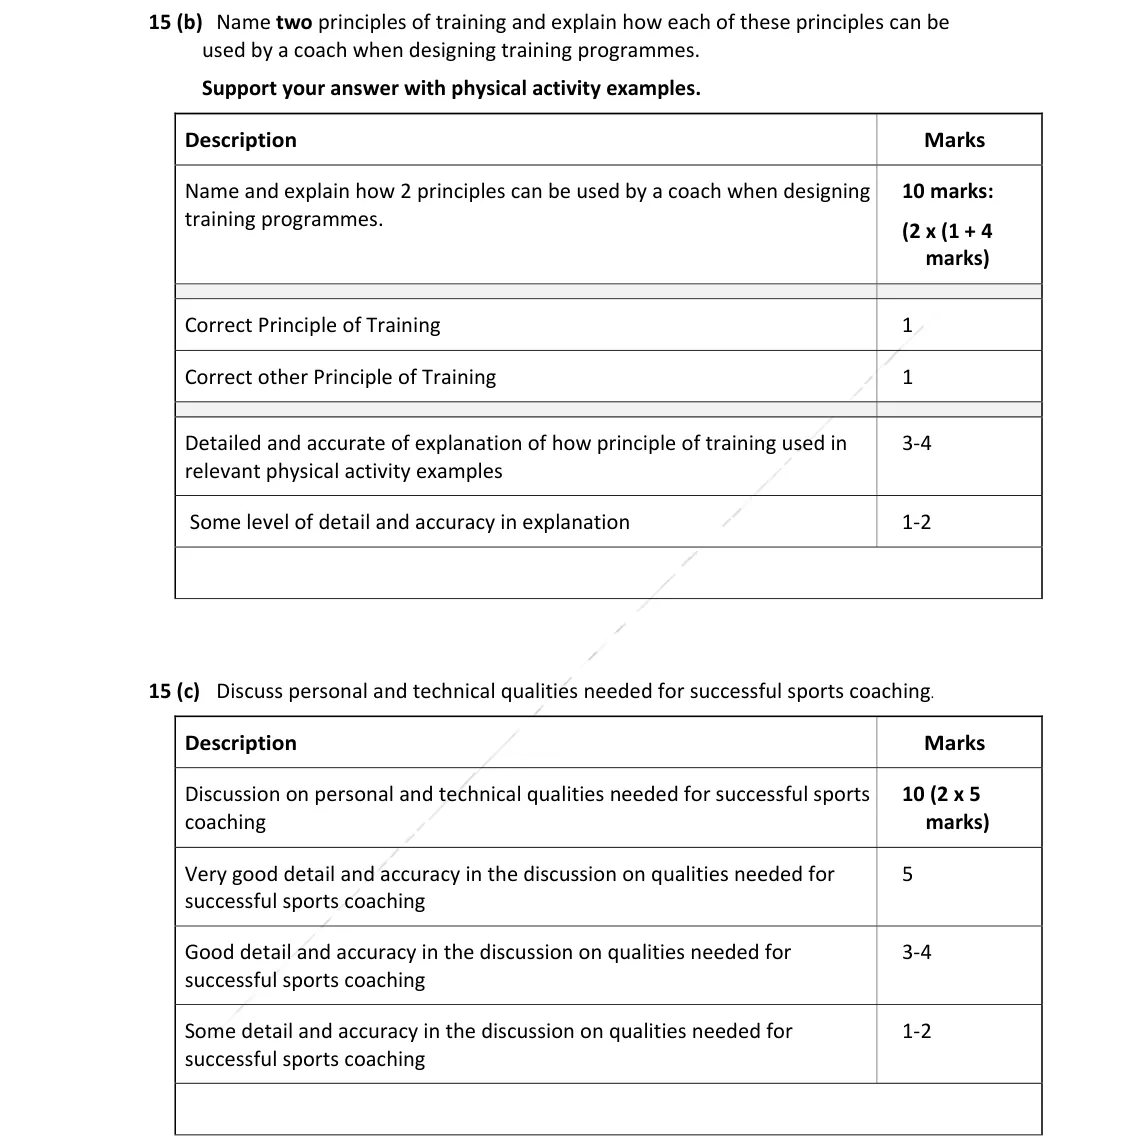 15 (b) Name two principles of training and explain how each of these principles can be
used by a coach when designing training programmes.
Support your answer with physical activity examples.
Description Marks
Name and explain how 2 principles can be used by a coach when designing 10 marks:
training programmes.
(2 x (1 + 4
marks)
Correct Principle of Training 1
Correct other Principle of Training 1
Detailed and accurate of explanation of how principle of training used in 3-4
relevant physical activity examples
Some level of detail and accuracy in explanation 1-2
15 (c) Discuss personal and technical qualities needed for successful sports coaching.
Description Marks
Discussion on personal and technical qualities needed for successful sports 10 (2 x 5
coaching marks)
Very good detail and accuracy in the discussion on qualities needed for 5
successful sports coaching
Good detail and accuracy in the discussion on qualities needed for 3-4
successful sports coaching
Some detail and accuracy in the discussion on qualities needed for 1-2
successful sports coaching